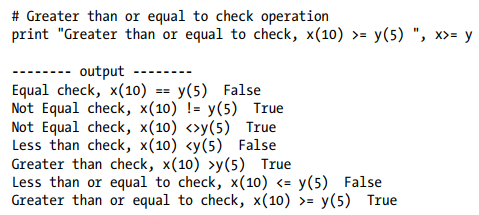 # Greater than or equal to check operation
print "Greater than or equal to check, x(10) >= y(5) ", x>= y
-------- output --------
Equal check, x(10) == y(5)  False
Not Equal check, x(10) != y(5)  True
Not Equal check, x(10) <>y(5)  True
Less than check, x(10) <y(5)  False
Greater than check, x(10) >y(5)  True
Less than or equal to check, x(10) <= y(5)  False
Greater than or equal to check, x(10) >= y(5)  True